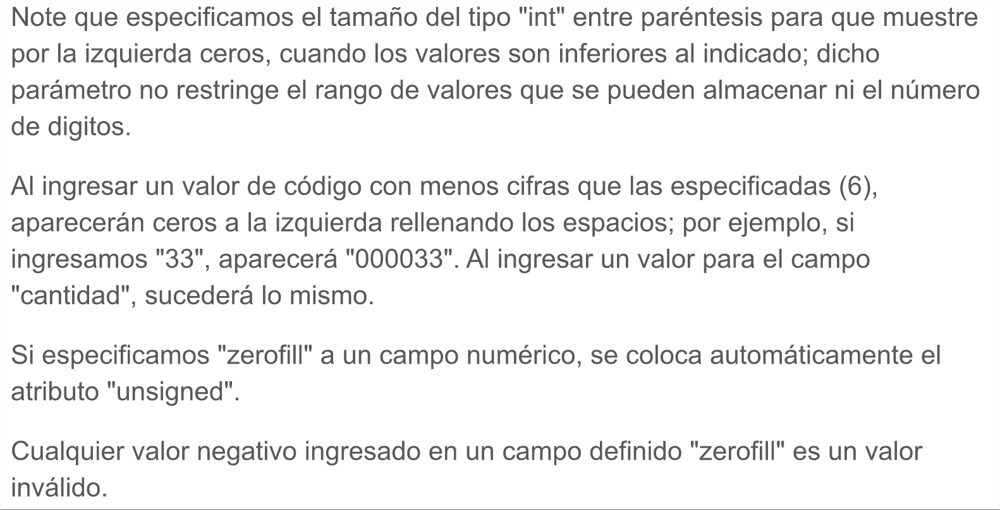 Note que especificamos el tamaño del tipo "int" entre paréntesis para que muestre
por la izquierda ceros, cuando los valores son inferiores al indicado; dicho
parámetro no restringe el rango de valores que se pueden almacenar ni el número
de digitos.
Al ingresar un valor de código con menos cifras que las especificadas (6),
aparecerán ceros a la izquierda rellenando los espacios; por ejemplo, si
ingresamos "33", aparecerá "000033". Al ingresar un valor para el campo
"cantidad", sucederá lo mismo.
Si especificamos "zerofill" a un campo numérico, se coloca automáticamente el
atributo "unsigned".
Cualquier valor negativo ingresado en un campo definido "zerofill" es un valor
inválido.